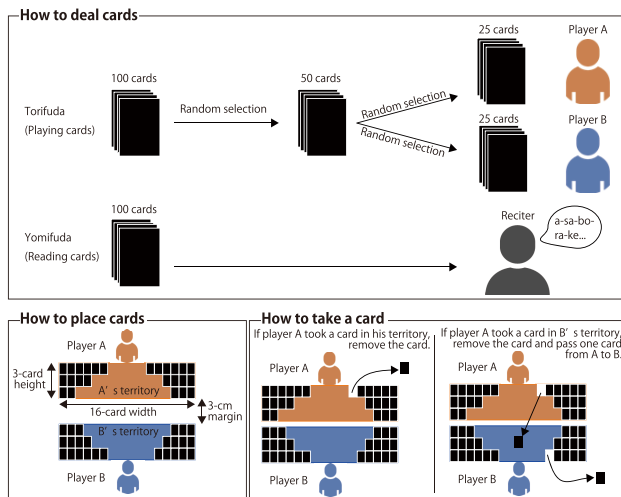 How to deal cards
25 cards
Player A
100 cards
50 cards
Torifuda
(Playing cards)
Random selection
Random selection
Random selection
25 cards
Player B
100 cards
Reciter
Yomifuda
(Reading cards)
a-sa-bo-
ra-ke...
How to place cards
Player A
3-card
height
A' s territory
16-card width
3-cm
margin
B' s territory
Player B
How to take a card
If player A took a card in his territory,
remove the card.
Player A
Player B
If player A took a card in B' s territory,
remove the card and pass one card
from A to B.
Player A
Player B